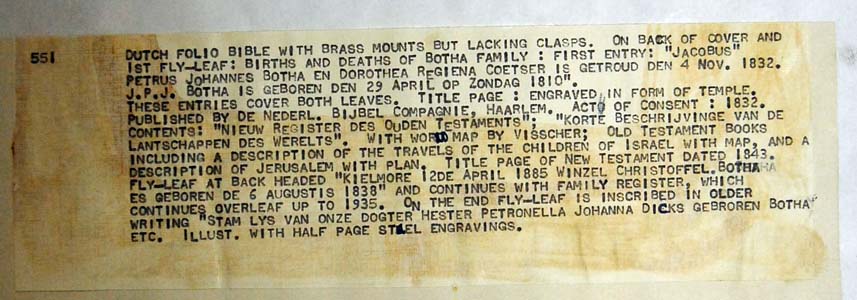 551
DUTCH FOLIO BIBLE WITH BRASS MOUNTS BUT LACKING CLASPS. ON BACK OF COVER AND
1ST FLY-LEAF: BIRTHS AND DEATHS OF BOTHA FAMILY : FIRST ENTRY: "JACOBUS
PETRUS JOHANNES BOTHA EN DOROTHEA REGIENA COETSER IS GETROUD DEN 4 NOV. 1832.
J.P.J. BOTHA IS GEBOREN DEN 29 APRIL OP ZONDAG 1810".
THESE ENTRIES COVER BOTH LEAVES. TITLE PAGE : ENGRAVED IN FORM OF TEMPLE.
PUBLISHED BY DE NEDERL. BIJBEL COMPAGNIE, HAARLEM. ACT OF CONSENT : 1832.
CONTENTS: "NIEUW REGISTER DES OUDEN TESTAMENTS"; "KORTE BESCHRIJVINGE VAN DE
LANTSCHAPPEN DES WERELTS". WITH WORLD MAP BY VISSCHER; OLD TESTAMENT BOOKS
INCLUDING A DESCRIPTION OF THE TRAVELS OF THE CHILDREN OF ISRAEL WITH MAP, AND A
DESCRIPTION OF JERUSALEM WITH PLAN. TITLE PAGE OF NEW TESTAMENT DATED 1843.
FLY-LEAF AT BACK HEADED "KIELMORE 12DE APRIL 1885 WINZEL CHRISTOFFEL BOTHA
ES GEBOREN DE 6 AUGUSTIS 1838" AND CONTINUES WITH FAMILY REGISTER, WHICH
CONTINUES OVERLEAF UP TO 1935. ON THE END FLY-LEAF IS INSCRIBED IN OLDER
WRITING "STAM LYS VAN ONZE DOGTER HESTER PETRONELLA JOHANNA DICKS GEBROREN BOTHA"
ETC. ILLUST. WITH HALF PAGE STEEL ENGRAVINGS.